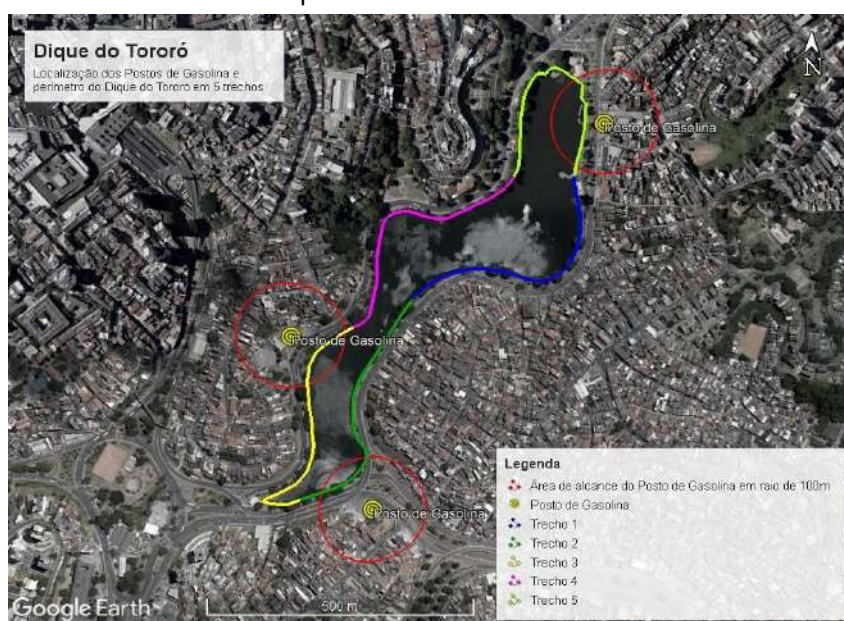 Dique do Tororó
Localização dos Postos de Gasolina e
perímetro do Dique do Tororó em 5 trechos
N
Posto de Gasolina
Posto de Gasolina
Posto de Gasolina
Legenda
Área de alcance do Posto de Gasolina em raio de 100m
Posto de Gasolina
Trecho 1
Trecho 2
Trecho 3
Trecho 4
Trecho 5
Google Earth
500 m